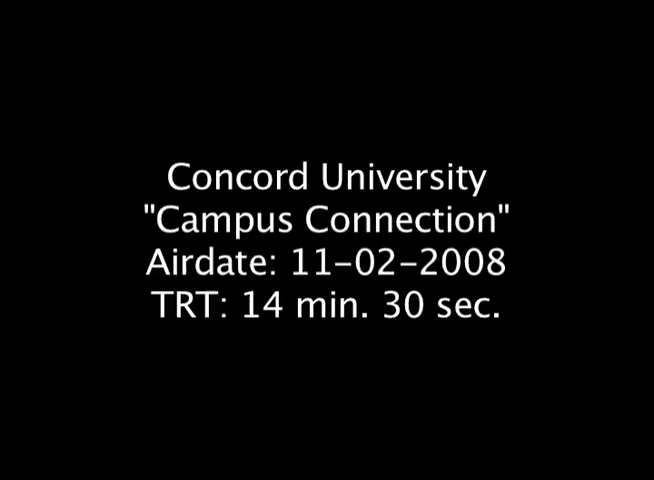 Concord University
"Campus Connection"
Airdate: 11-02-2008
TRT: 14 min. 30 sec.